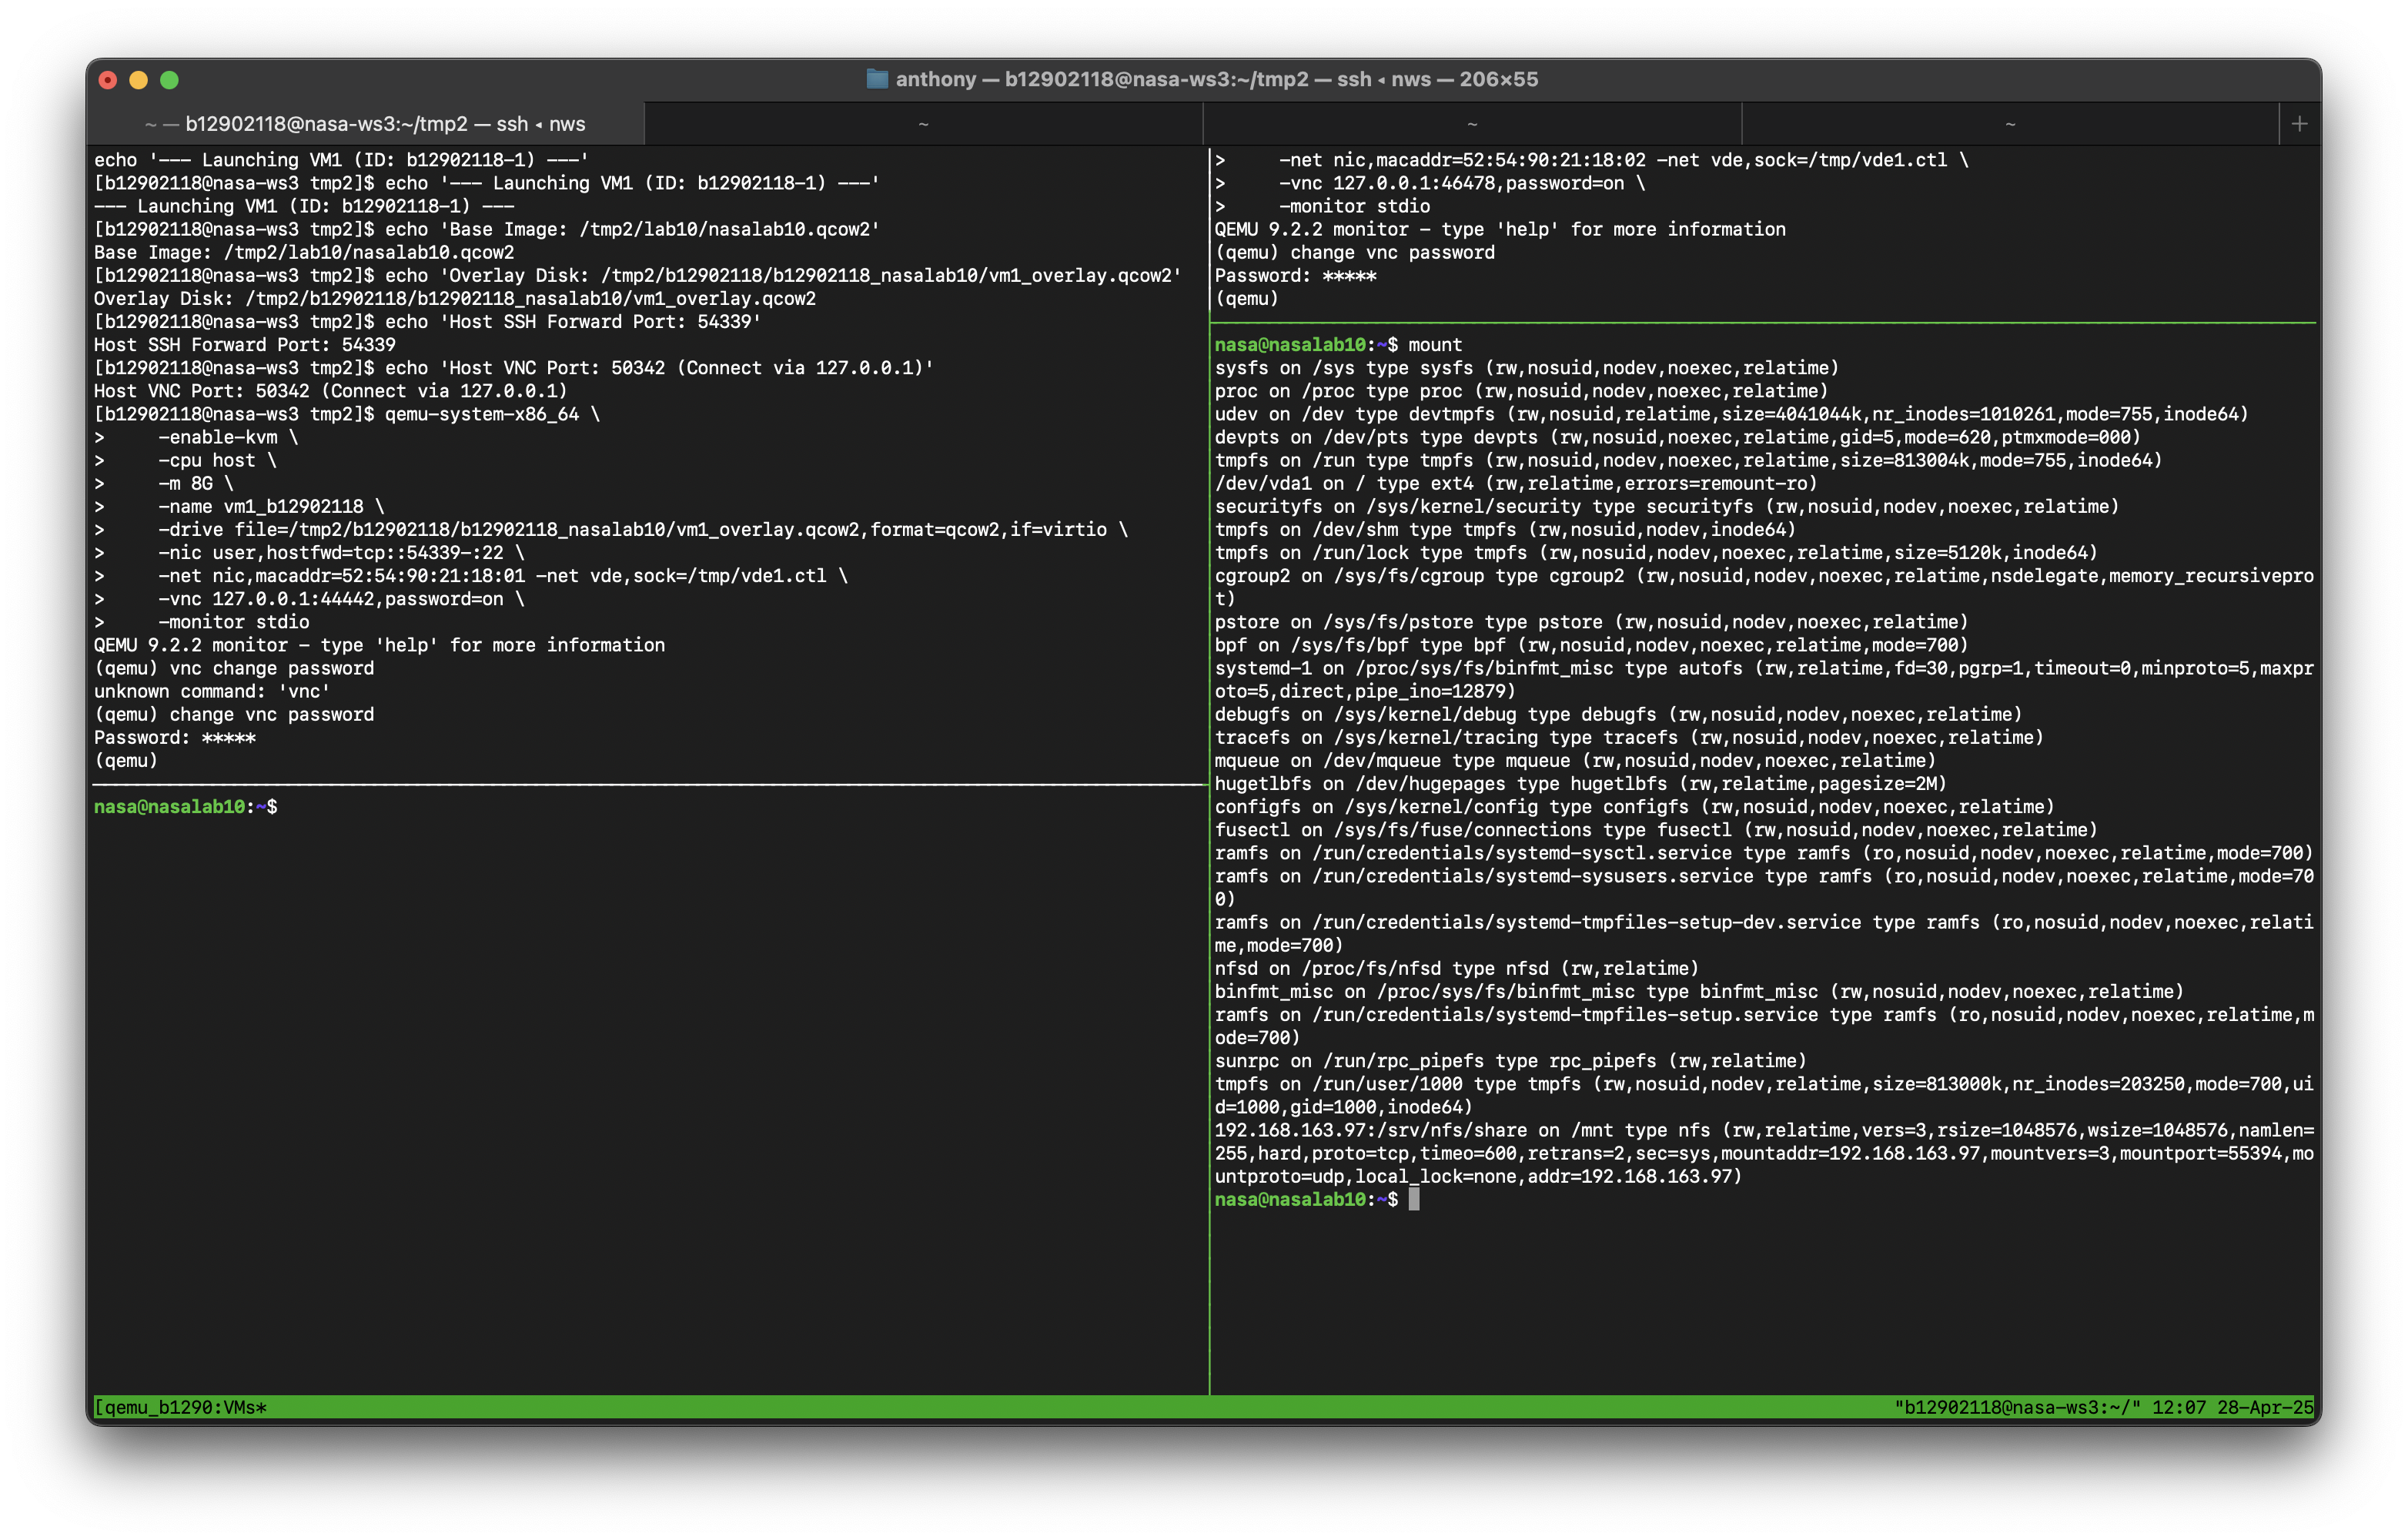 anthony — b12902118@nasa-ws3:~/tmp2 — ssh ◂ nws — 206×55
~ — b12902118@nasa-ws3:~/tmp2 — ssh ◂ nws
~
~
~
+
echo '--- Launching VM1 (ID: b12902118-1) ---'
[b12902118@nasa-ws3 tmp2]$ echo '--- Launching VM1 (ID: b12902118-1) ---'
--- Launching VM1 (ID: b12902118-1) ---
[b12902118@nasa-ws3 tmp2]$ echo 'Base Image: /tmp2/lab10/nasalab10.qcow2'
Base Image: /tmp2/lab10/nasalab10.qcow2
[b12902118@nasa-ws3 tmp2]$ echo 'Overlay Disk: /tmp2/b12902118/b12902118_nasalab10/vm1_overlay.qcow2'
Overlay Disk: /tmp2/b12902118/b12902118_nasalab10/vm1_overlay.qcow2
[b12902118@nasa-ws3 tmp2]$ echo 'Host SSH Forward Port: 54339'
Host SSH Forward Port: 54339
[b12902118@nasa-ws3 tmp2]$ echo 'Host VNC Port: 50342 (Connect via 127.0.0.1)'
Host VNC Port: 50342 (Connect via 127.0.0.1)
[b12902118@nasa-ws3 tmp2]$ qemu-system-x86_64 \
>     -enable-kvm \
>     -cpu host \
>     -m 8G \
>     -name vm1_b12902118 \
>     -drive file=/tmp2/b12902118/b12902118_nasalab10/vm1_overlay.qcow2,format=qcow2,if=virtio \
>     -nic user,hostfwd=tcp::54339-:22 \
>     -net nic,macaddr=52:54:90:21:18:01 -net vde,sock=/tmp/vde1.ctl \
>     -vnc 127.0.0.1:44442,password=on \
>     -monitor stdio
QEMU 9.2.2 monitor - type 'help' for more information
(qemu) vnc change password
unknown command: 'vnc'
(qemu) change vnc password
Password: *****
(qemu)
nasa@nasalab10:~$
>     -net nic,macaddr=52:54:90:21:18:02 -net vde,sock=/tmp/vde1.ctl \
>     -vnc 127.0.0.1:46478,password=on \
>     -monitor stdio
QEMU 9.2.2 monitor - type 'help' for more information
(qemu) change vnc password
Password: *****
(qemu)
nasa@nasalab10:~$ mount
sysfs on /sys type sysfs (rw,nosuid,nodev,noexec,relatime)
proc on /proc type proc (rw,nosuid,nodev,noexec,relatime)
udev on /dev type devtmpfs (rw,nosuid,relatime,size=4041044k,nr_inodes=1010261,mode=755,inode64)
devpts on /dev/pts type devpts (rw,nosuid,noexec,relatime,gid=5,mode=620,ptmxmode=000)
tmpfs on /run type tmpfs (rw,nosuid,nodev,noexec,relatime,size=813004k,mode=755,inode64)
/dev/vda1 on / type ext4 (rw,relatime,errors=remount-ro)
securityfs on /sys/kernel/security type securityfs (rw,nosuid,nodev,noexec,relatime)
tmpfs on /dev/shm type tmpfs (rw,nosuid,nodev,inode64)
tmpfs on /run/lock type tmpfs (rw,nosuid,nodev,noexec,relatime,size=5120k,inode64)
cgroup2 on /sys/fs/cgroup type cgroup2 (rw,nosuid,nodev,noexec,relatime,nsdelegate,memory_recursivepro
t)
pstore on /sys/fs/pstore type pstore (rw,nosuid,nodev,noexec,relatime)
bpf on /sys/fs/bpf type bpf (rw,nosuid,nodev,noexec,relatime,mode=700)
systemd-1 on /proc/sys/fs/binfmt_misc type autofs (rw,relatime,fd=30,pgrp=1,timeout=0,minproto=5,maxpr
oto=5,direct,pipe_ino=12879)
debugfs on /sys/kernel/debug type debugfs (rw,nosuid,nodev,noexec,relatime)
tracefs on /sys/kernel/tracing type tracefs (rw,nosuid,nodev,noexec,relatime)
mqueue on /dev/mqueue type mqueue (rw,nosuid,nodev,noexec,relatime)
hugetlbfs on /dev/hugepages type hugetlbfs (rw,relatime,pagesize=2M)
configfs on /sys/kernel/config type configfs (rw,nosuid,nodev,noexec,relatime)
fusectl on /sys/fs/fuse/connections type fusectl (rw,nosuid,nodev,noexec,relatime)
ramfs on /run/credentials/systemd-sysctl.service type ramfs (ro,nosuid,nodev,noexec,relatime,mode=700)
ramfs on /run/credentials/systemd-sysusers.service type ramfs (ro,nosuid,nodev,noexec,relatime,mode=70
0)
ramfs on /run/credentials/systemd-tmpfiles-setup-dev.service type ramfs (ro,nosuid,nodev,noexec,relati
me,mode=700)
nfsd on /proc/fs/nfsd type nfsd (rw,relatime)
binfmt_misc on /proc/sys/fs/binfmt_misc type binfmt_misc (rw,nosuid,nodev,noexec,relatime)
ramfs on /run/credentials/systemd-tmpfiles-setup.service type ramfs (ro,nosuid,nodev,noexec,relatime,m
ode=700)
sunrpc on /run/rpc_pipefs type rpc_pipefs (rw,relatime)
tmpfs on /run/user/1000 type tmpfs (rw,nosuid,nodev,relatime,size=813000k,nr_inodes=203250,mode=700,ui
d=1000,gid=1000,inode64)
192.168.163.97:/srv/nfs/share on /mnt type nfs (rw,relatime,vers=3,rsize=1048576,wsize=1048576,namlen=
255,hard,proto=tcp,timeo=600,retrans=2,sec=sys,mountaddr=192.168.163.97,mountvers=3,mountport=55394,mo
untproto=udp,local_lock=none,addr=192.168.163.97)
nasa@nasalab10:~$
[qemu_b1290:VMs*
"b12902118@nasa-ws3:~/" 12:07 28-Apr-25